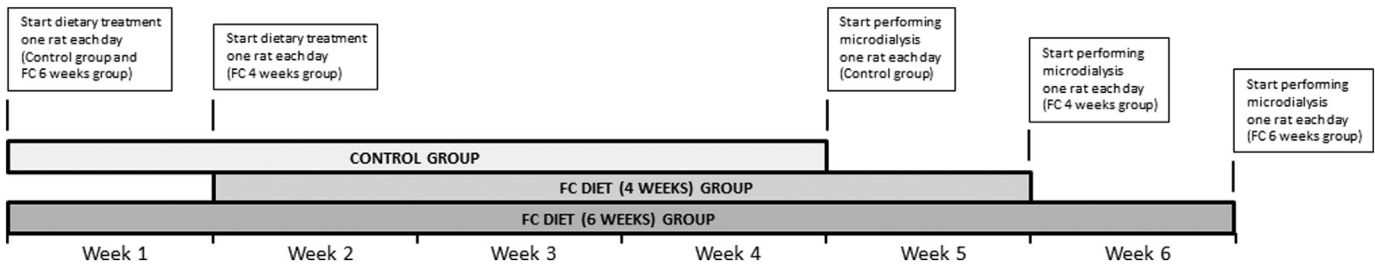 Start dietary treatment
one rat each day
(Control group and
FC 6 weeks group)
Start dietary treatment
one rat each day
(FC 4 weeks group)
Start performing
microdialysis
one rat each day
(Control group)
Start performing
microdialysis
one rat each day
(FC 4 weeks group)
Start performing
microdialysis
one rat each day
(FC 6 weeks group)
CONTROL GROUP
FC DIET (4 WEEKS) GROUP
FC DIET (6 WEEKS) GROUP
Week 1
Week 2
Week 3
Week 4
Week 5
Week 6